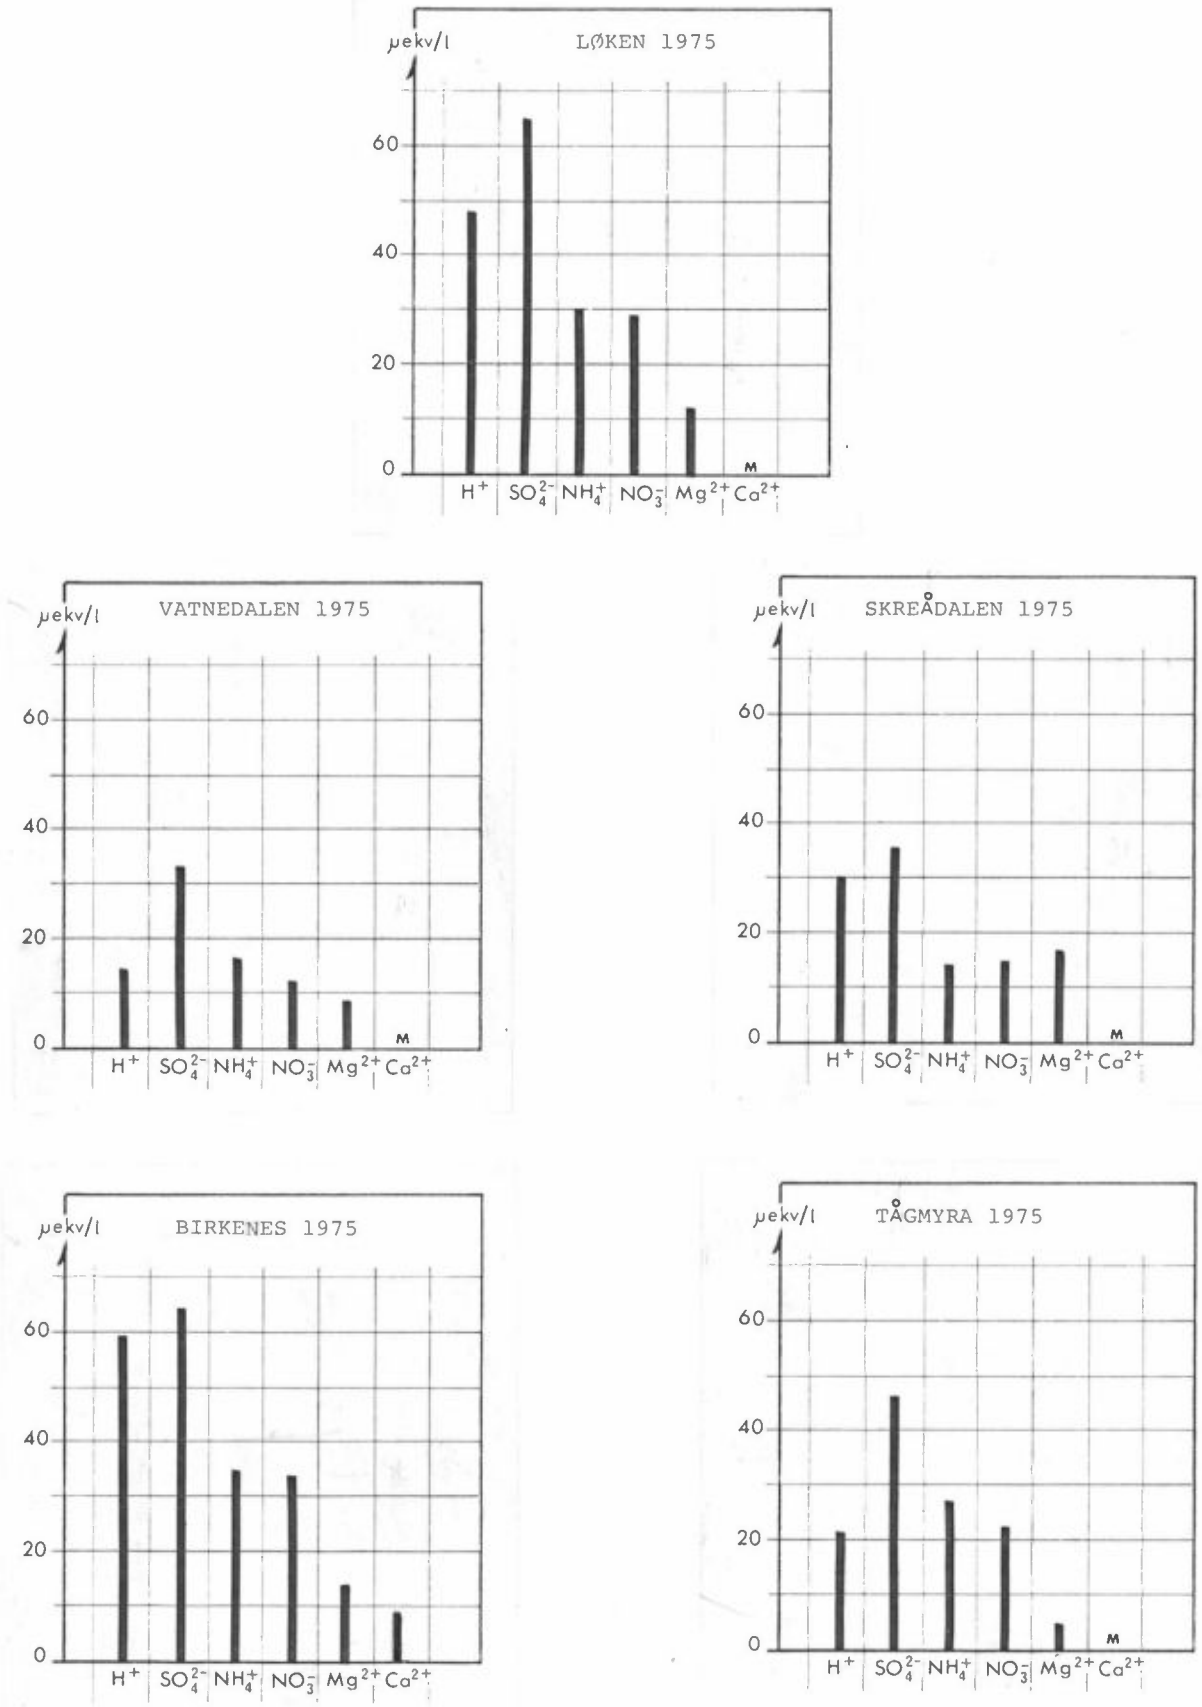 LØKEN 1975
µekv/l
60
40
20
0
M
H⁺ SO₄²⁻ NH₄⁺ NO₃⁻ Mg²⁺ Ca²⁺
VATNEDALEN 1975
µekv/l
60
40
20
0
M
H⁺ SO₄²⁻ NH₄⁺ NO₃⁻ Mg²⁺ Ca²⁺
SKREÅDALEN 1975
µekv/l
60
40
20
0
M
H⁺ SO₄²⁻ NH₄⁺ NO₃⁻ Mg²⁺ Ca²⁺
BIRKENES 1975
µekv/l
60
40
20
0
H⁺ SO₄²⁻ NH₄⁺ NO₃⁻ Mg²⁺ Ca²⁺
TÅGMYRA 1975
µekv/l
60
40
20
0
M
H⁺ SO₄²⁻ NH₄⁺ NO₃⁻ Mg²⁺ Ca²⁺